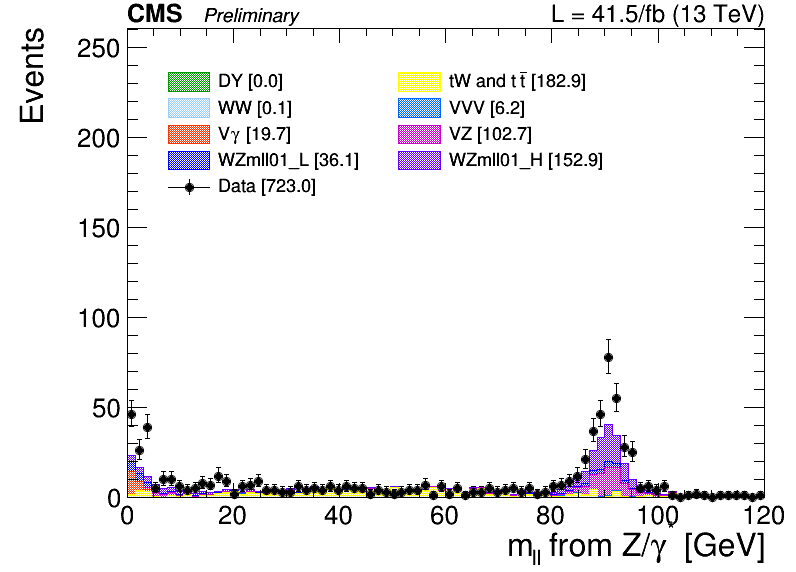 CMS Preliminary L = 41.5/fb (13 TeV)
Events
250
200
150
100
50
0
DY [0.0]
tW and tt̄ [182.9]
WW [0.1]
VVV [6.2]
Vγ [19.7]
VZ [102.7]
WZmll01_L [36.1]
WZmll01_H [152.9]
Data [723.0]
0 20 40 60 80 100 120
m_ll from Z/γ* [GeV]